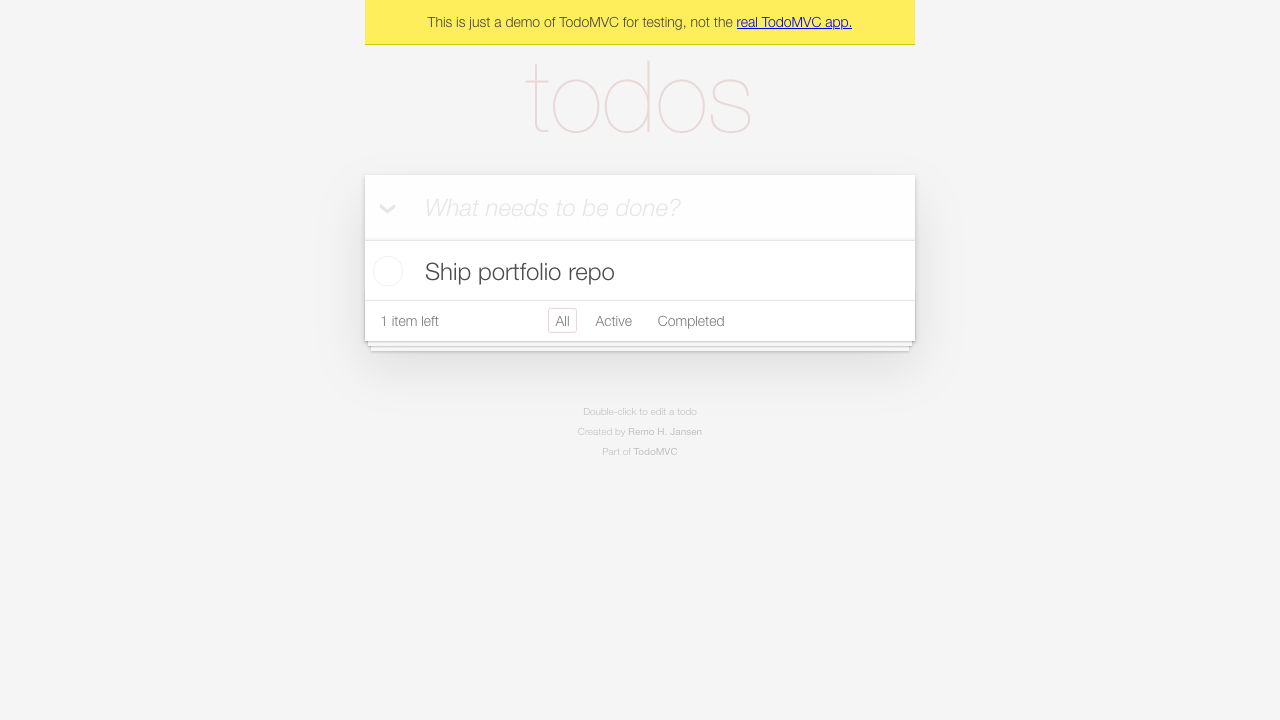 This is just a demo of TodoMVC for testing, not the real TodoMVC app.
todos
What needs to be done?
Ship portfolio repo
1 item left All Active Completed
Double-click to edit a todo
Created by Remo H. Jansen
Part of TodoMVC